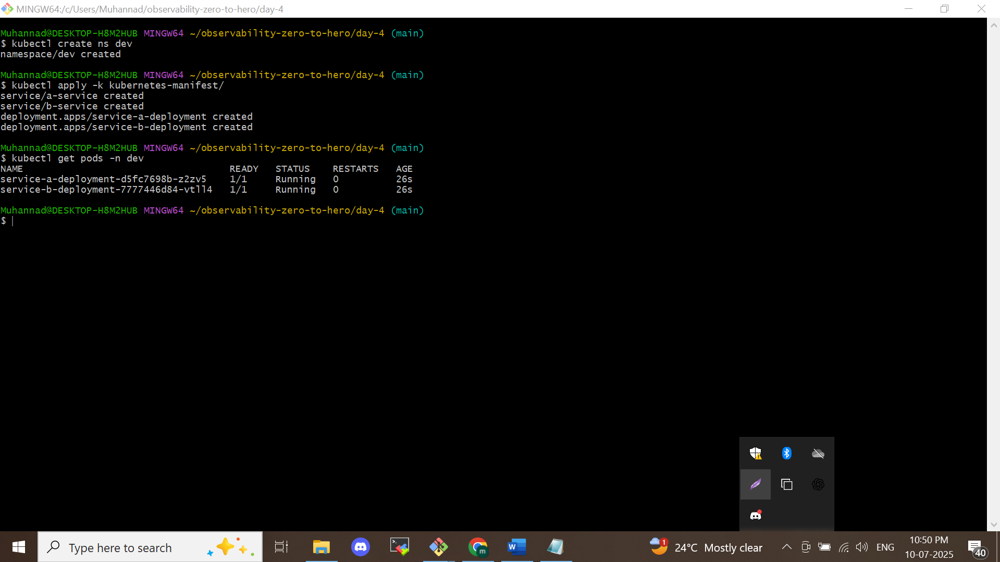 MINGW64:/c/Users/Muhannad/observability-zero-to-hero/day-4
Muhannad@DESKTOP-H8M2HUB MINGW64 ~/observability-zero-to-hero/day-4 (main)
$ kubectl create ns dev
namespace/dev created
Muhannad@DESKTOP-H8M2HUB MINGW64 ~/observability-zero-to-hero/day-4 (main)
$ kubectl apply -k kubernetes-manifest/
service/a-service created
service/b-service created
deployment.apps/service-a-deployment created
deployment.apps/service-b-deployment created
Muhannad@DESKTOP-H8M2HUB MINGW64 ~/observability-zero-to-hero/day-4 (main)
$ kubectl get pods -n dev
NAME READY STATUS RESTARTS AGE
service-a-deployment-d5fc7698b-z2zv5 1/1 Running 0 26s
service-b-deployment-7777446d84-vtll4 1/1 Running 0 26s
Muhannad@DESKTOP-H8M2HUB MINGW64 ~/observability-zero-to-hero/day-4 (main)
$
Type here to search
m
W
1
24°C Mostly clear
ENG
10:50 PM
10-07-2025
40